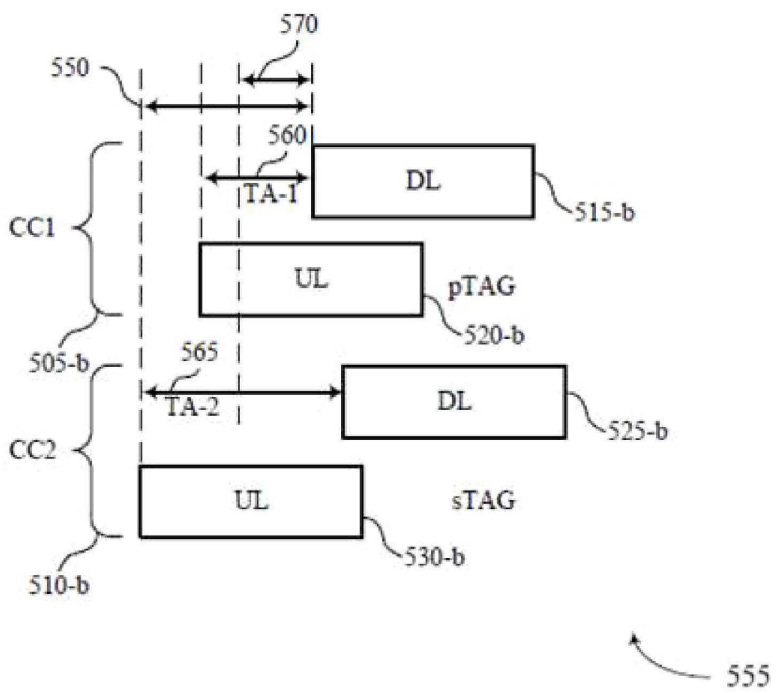 570
550
560
TA-1
DL
515-b
CC1
UL
pTAG
520-b
505-b
565
TA-2
DL
525-b
CC2
UL
sTAG
530-b
510-b
555